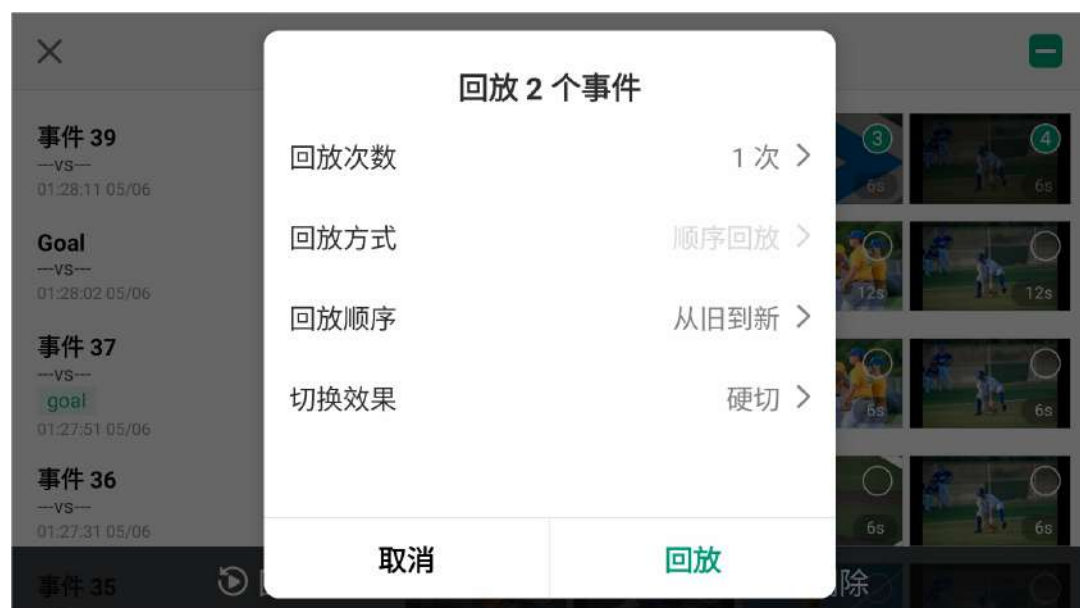 回放 2 个事件
回放次数 1 次
回放方式 顺序回放
回放顺序 从旧到新
切换效果 硬切
取消 回放
事件 39
---vs---
01:28:11 05/06
Goal
---vs---
01:28:02 05/06
事件 37
---vs---
goal
01:27:51 05/06
事件 36
---vs---
01:27:31 05/06
事件 35
除
3 4
6s 6s
12s 12s
6s 6s
6s 6s